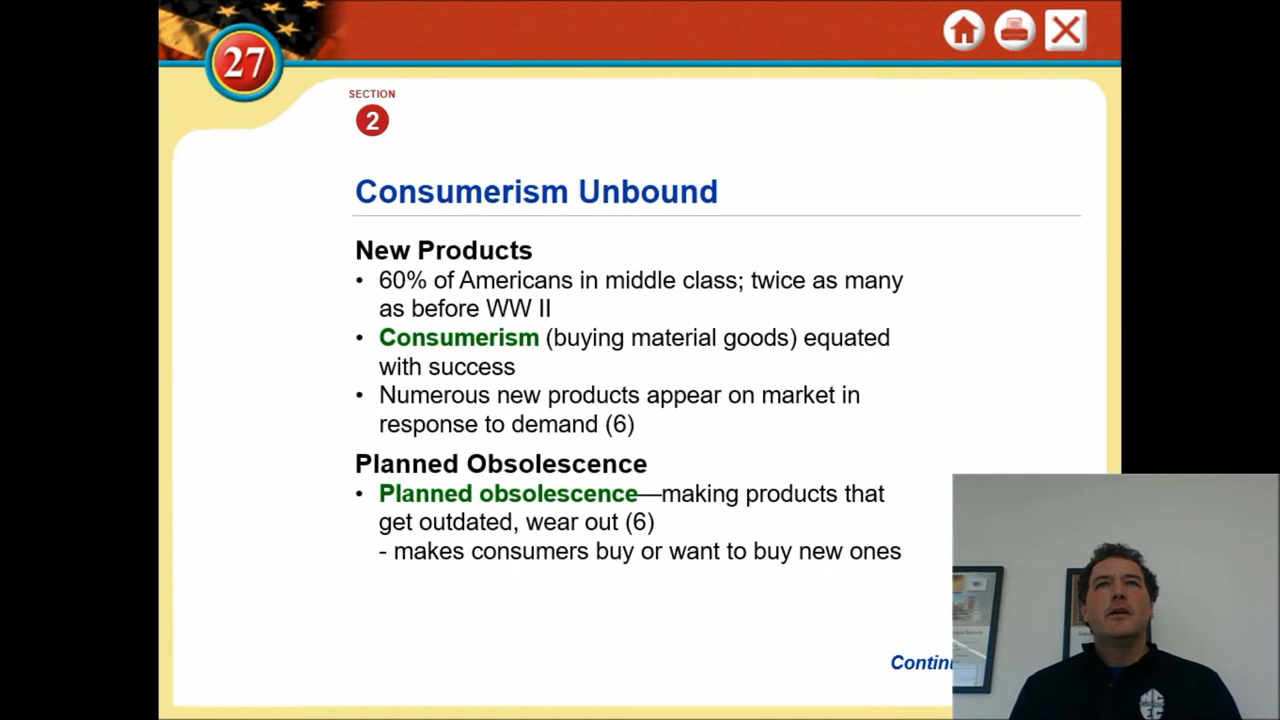 27
SECTION
2
Consumerism Unbound
New Products
• 60% of Americans in middle class; twice as many
as before WW II
• Consumerism (buying material goods) equated
with success
• Numerous new products appear on market in
response to demand (6)
Planned Obsolescence
• Planned obsolescence—making products that
get outdated, wear out (6)
- makes consumers buy or want to buy new ones